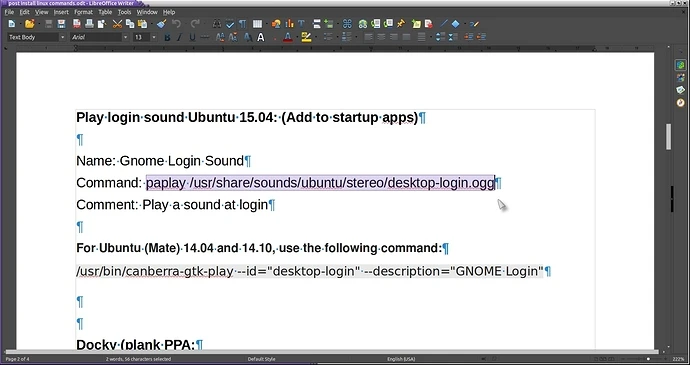 post install linux commands.odt - LibreOffice Writer
File Edit View Insert Format Table Tools Window Help
Text Body Arial 13
Play login sound Ubuntu 15.04: (Add to startup apps)¶
¶
Name: Gnome Login Sound¶
Command: paplay /usr/share/sounds/ubuntu/stereo/desktop-login.ogg¶
Comment: Play a sound at login¶
¶
For Ubuntu (Mate) 14.04 and 14.10, use the following command:¶
/usr/bin/canberra-gtk-play --id="desktop-login" --description="GNOME Login"¶
¶
¶
Docky (plank PPA:¶
Page 2 of 4 2 words, 56 characters selected Default Style English (USA) 222%